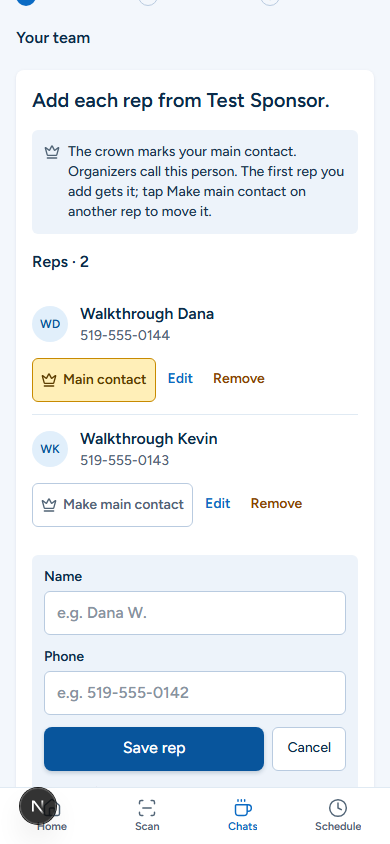 Your team
Add each rep from Test Sponsor.
The crown marks your main contact.
Organizers call this person. The first rep you
add gets it; tap Make main contact on
another rep to move it.
Reps · 2
WD
Walkthrough Dana
519-555-0144
Main contact
Edit
Remove
WK
Walkthrough Kevin
519-555-0143
Make main contact
Edit
Remove
Name
e.g. Dana W.
Phone
e.g. 519-555-0142
Save rep
Cancel
N
Home
Scan
Chats
Schedule